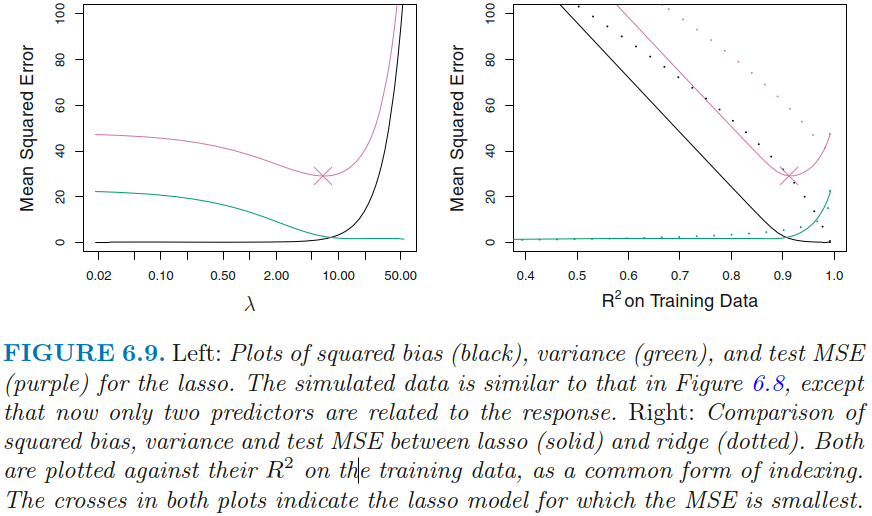 Mean Squared Error
0 20 40 60 80 100
0.02 0.10 0.50 2.00 10.00 50.00
λ
Mean Squared Error
0 20 40 60 80 100
0.4 0.5 0.6 0.7 0.8 0.9 1.0
R² on Training Data
FIGURE 6.9. Left: Plots of squared bias (black), variance (green), and test MSE
(purple) for the lasso. The simulated data is similar to that in Figure 6.8, except
that now only two predictors are related to the response. Right: Comparison of
squared bias, variance and test MSE between lasso (solid) and ridge (dotted). Both
are plotted against their R² on the training data, as a common form of indexing.
The crosses in both plots indicate the lasso model for which the MSE is smallest.